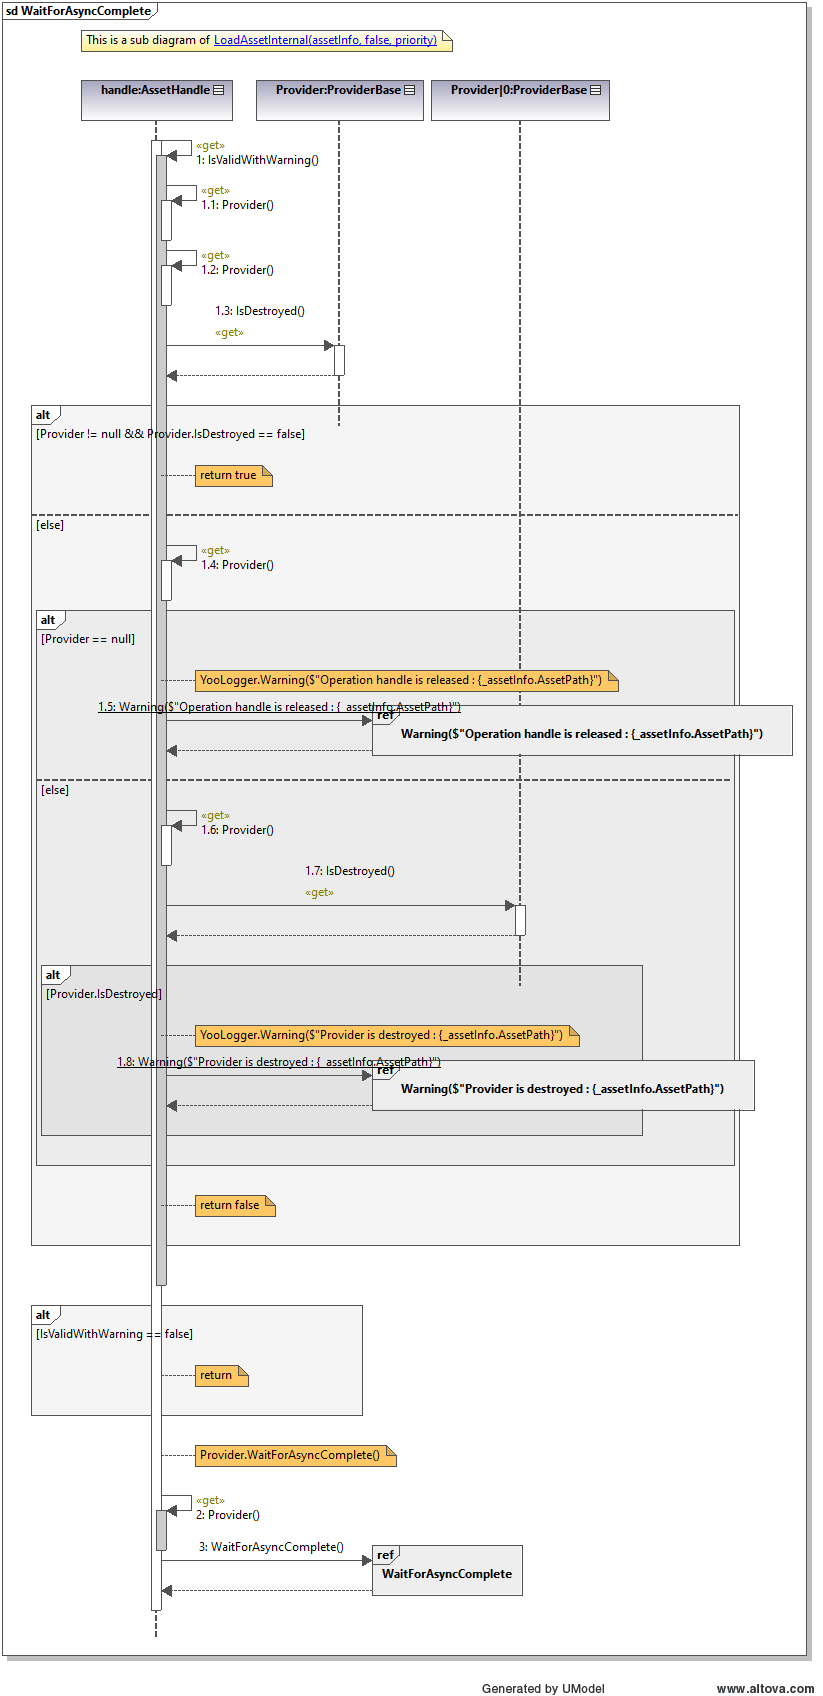 sd WaitForAsyncComplete
This is a sub diagram of LoadAssetInternal(assetInfo, false, priority)
handle:AssetHandle
Provider:ProviderBase
Provider|0:ProviderBase
«get»
1: IsValidWithWarning()
«get»
1.1: Provider()
«get»
1.2: Provider()
1.3: IsDestroyed()
«get»
alt
[Provider != null && Provider.IsDestroyed == false]
return true
[else]
«get»
1.4: Provider()
alt
[Provider == null]
YooLogger.Warning($"Operation handle is released : {_assetInfo.AssetPath}")
1.5: Warning($"Operation handle is released : {_assetInfo.AssetPath}")
ref
Warning($"Operation handle is released : {_assetInfo.AssetPath}")
[else]
«get»
1.6: Provider()
1.7: IsDestroyed()
«get»
alt
[Provider.IsDestroyed]
YooLogger.Warning($"Provider is destroyed : {_assetInfo.AssetPath}")
1.8: Warning($"Provider is destroyed : {_assetInfo.AssetPath}")
ref
Warning($"Provider is destroyed : {_assetInfo.AssetPath}")
return false
alt
[IsValidWithWarning == false]
return
Provider.WaitForAsyncComplete()
«get»
2: Provider()
3: WaitForAsyncComplete()
ref
WaitForAsyncComplete
Generated by UModel
www.altova.com